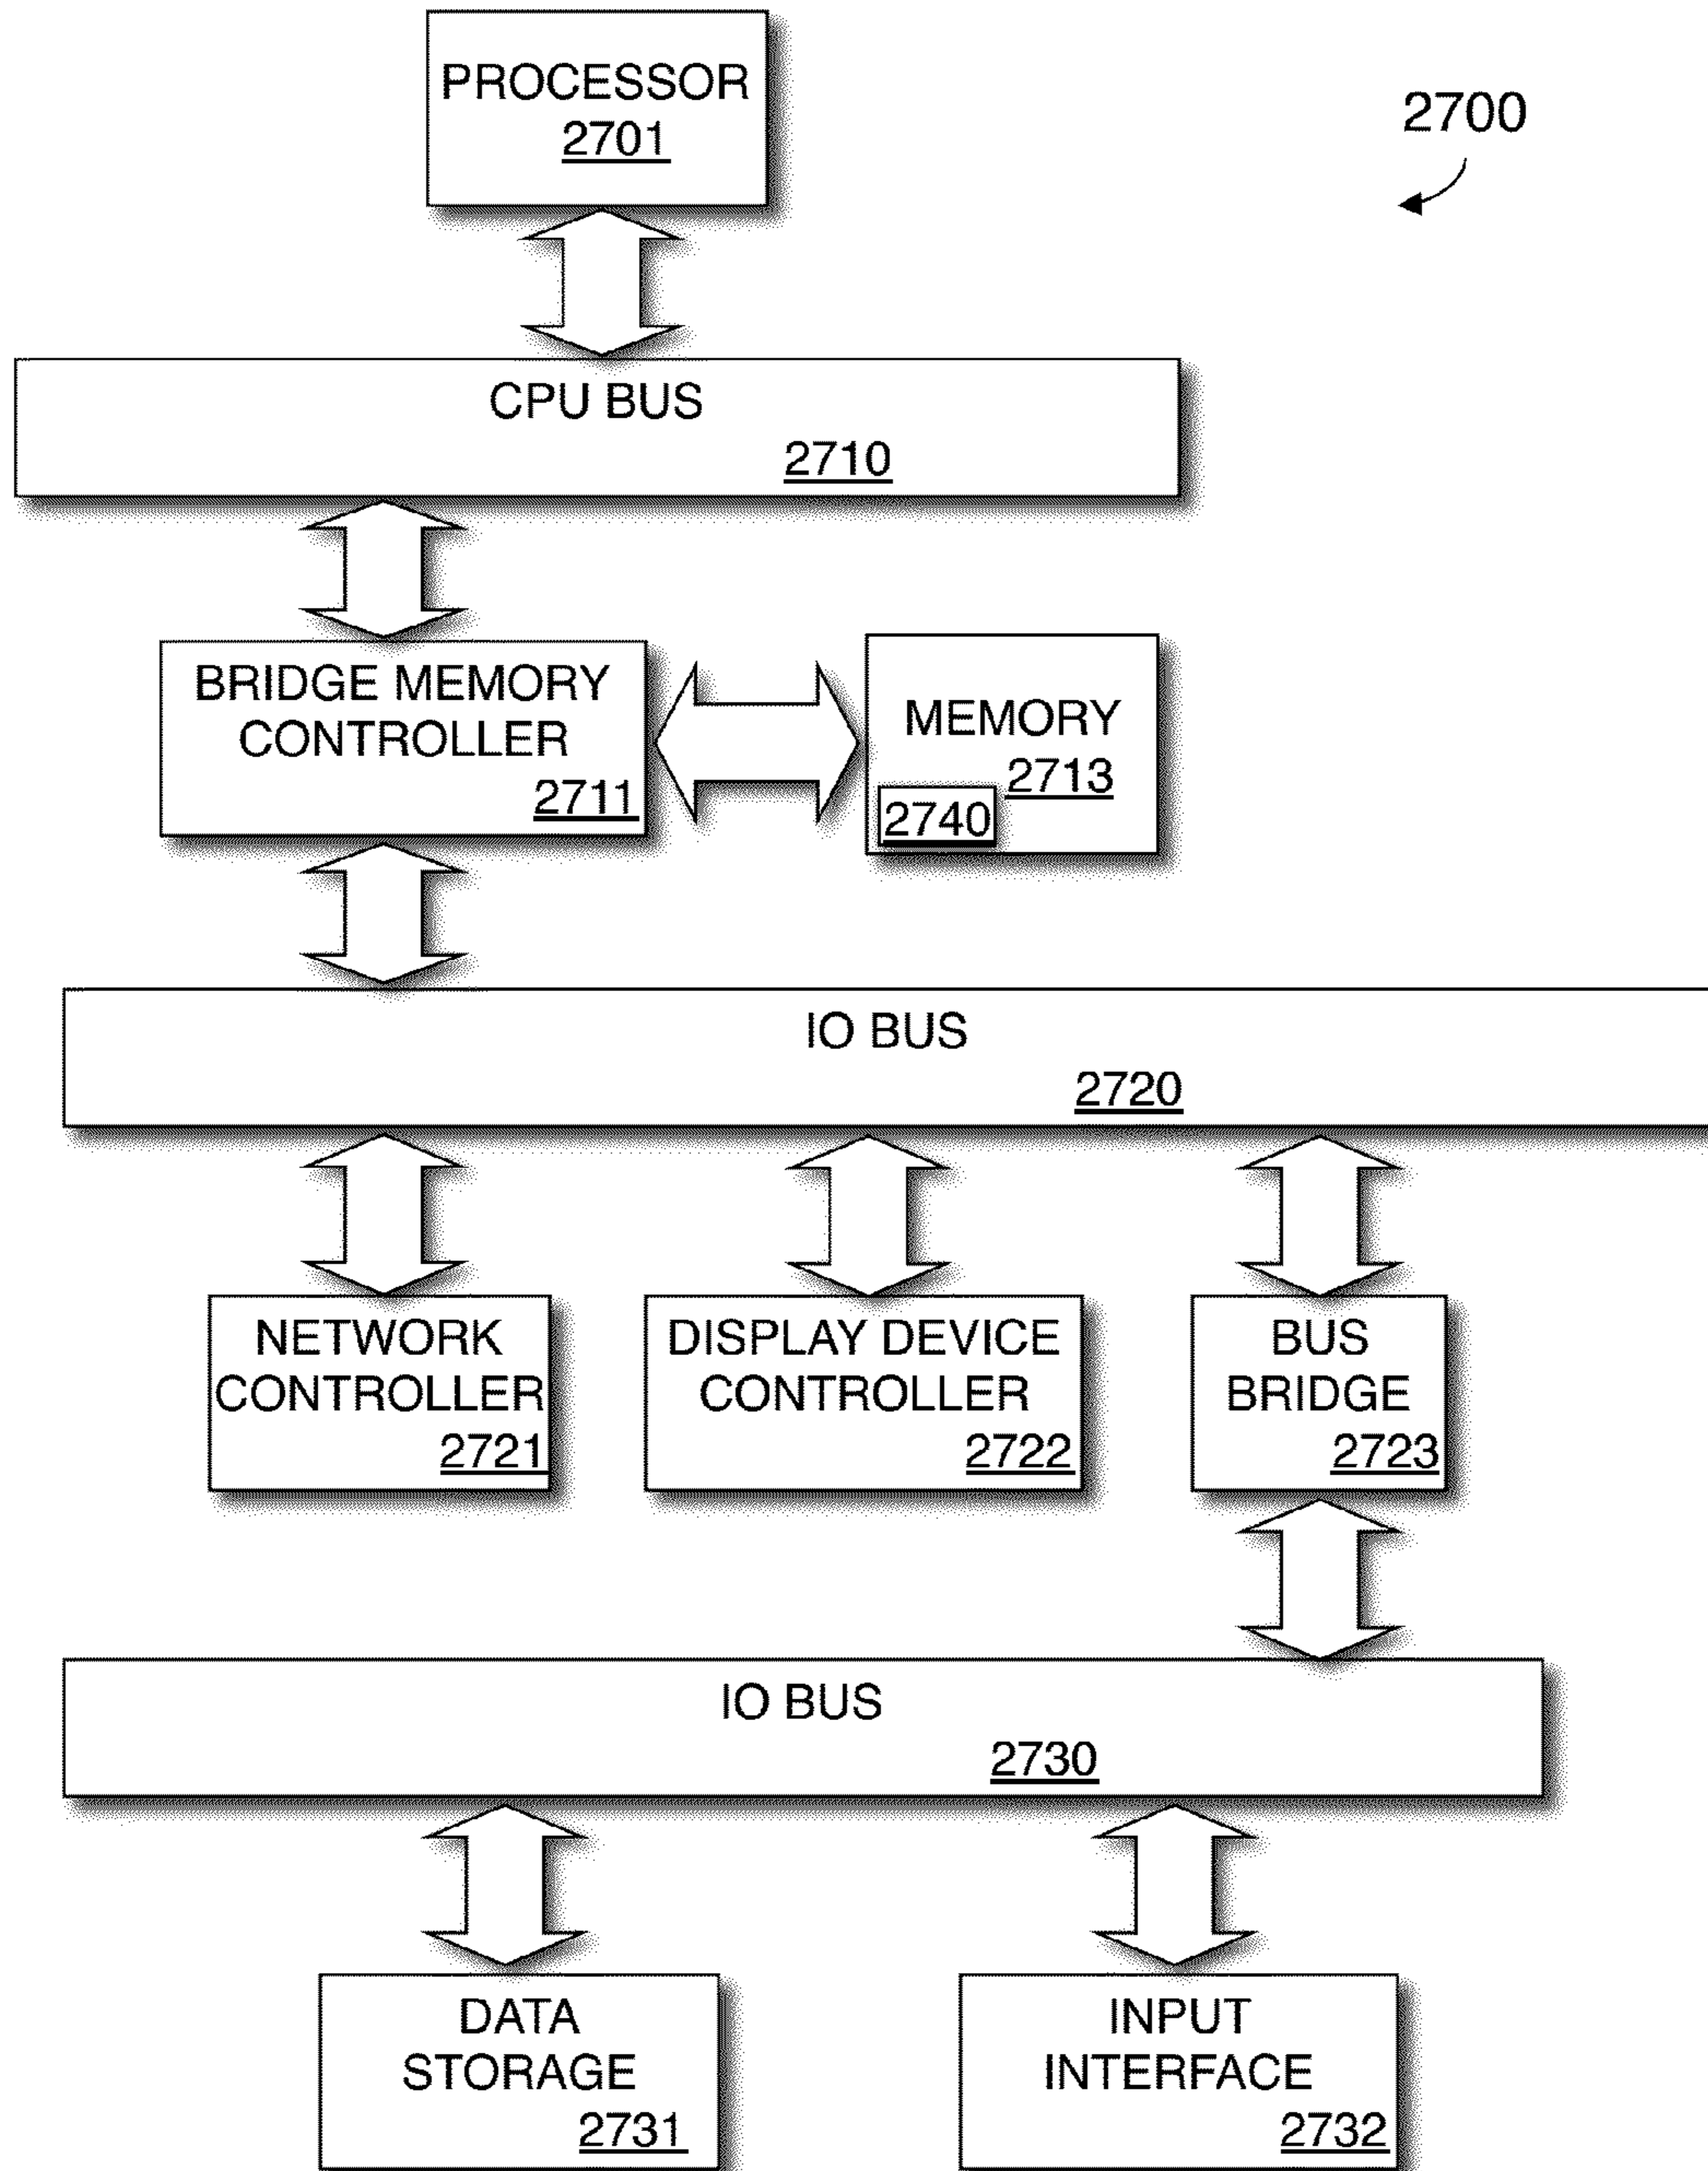 PROCESSOR
2701
2700
CPU BUS
2710
BRIDGE MEMORY
CONTROLLER
2711
MEMORY
2713
2740
IO BUS
2720
NETWORK
CONTROLLER
2721
DISPLAY DEVICE
CONTROLLER
2722
BUS
BRIDGE
2723
IO BUS
2730
DATA
STORAGE
2731
INPUT
INTERFACE
2732